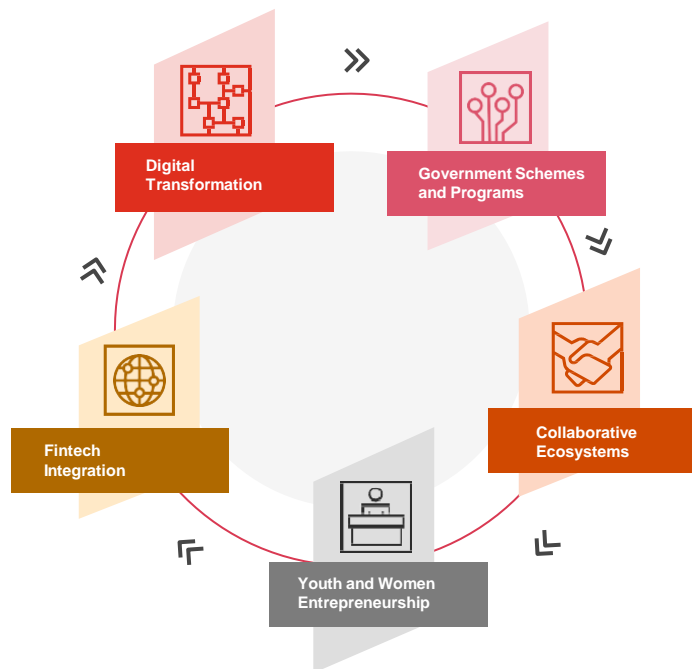 Digital
Transformation
Government Schemes
and Programs
Collaborative
Ecosystems
Youth and Women
Entrepreneurship
Fintech
Integration